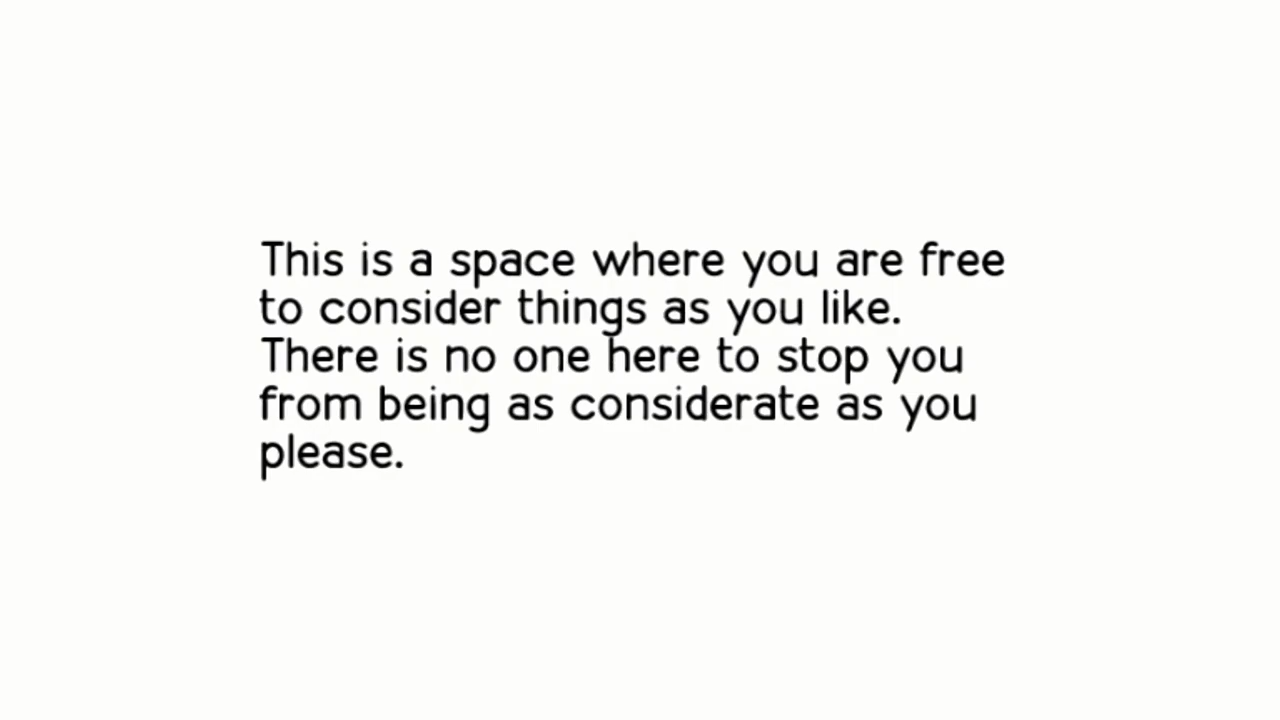 This is a space where you are free
to consider things as you like.
There is no one here to stop you
from being as considerate as you
please.